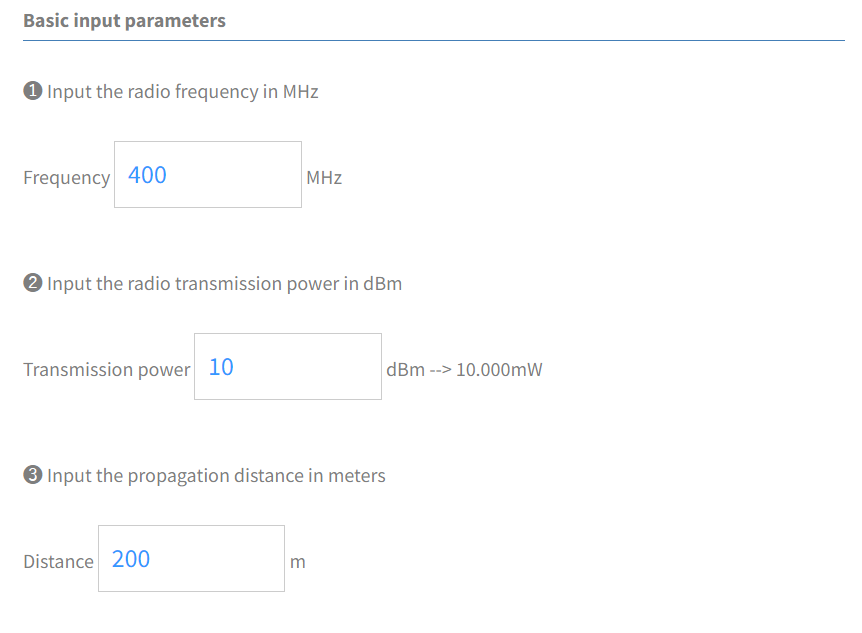 Basic input parameters
❶ Input the radio frequency in MHz
Frequency 400 MHz
❷ Input the radio transmission power in dBm
Transmission power 10 dBm --> 10.000mW
❸ Input the propagation distance in meters
Distance 200 m